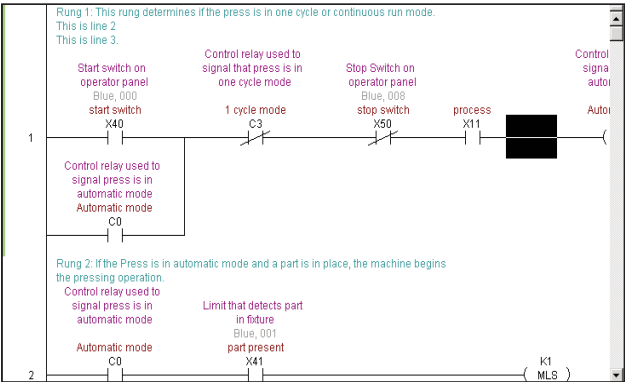 Rung 1: This rung determines if the press is in one cycle or continuous run mode.
This is line 2
This is line 3.
Control relay used to
signal that press is in
one cycle mode
1 cycle mode
C3
Start switch on
operator panel
Blue, 000
start switch
X40
Stop Switch on
operator panel
Blue, 008
stop switch
X50
process
X11
Control
signa
auto
Auto
1
Control relay used to
signal press is in
automatic mode
Automatic mode
C0
Rung 2: If the Press is in automatic mode and a part is in place, the machine begins
the pressing operation.
Control relay used to
signal press is in
automatic mode
Automatic mode
C0
Limit that detects part
in fixture
Blue, 001
part present
X41
K1
MLS
2